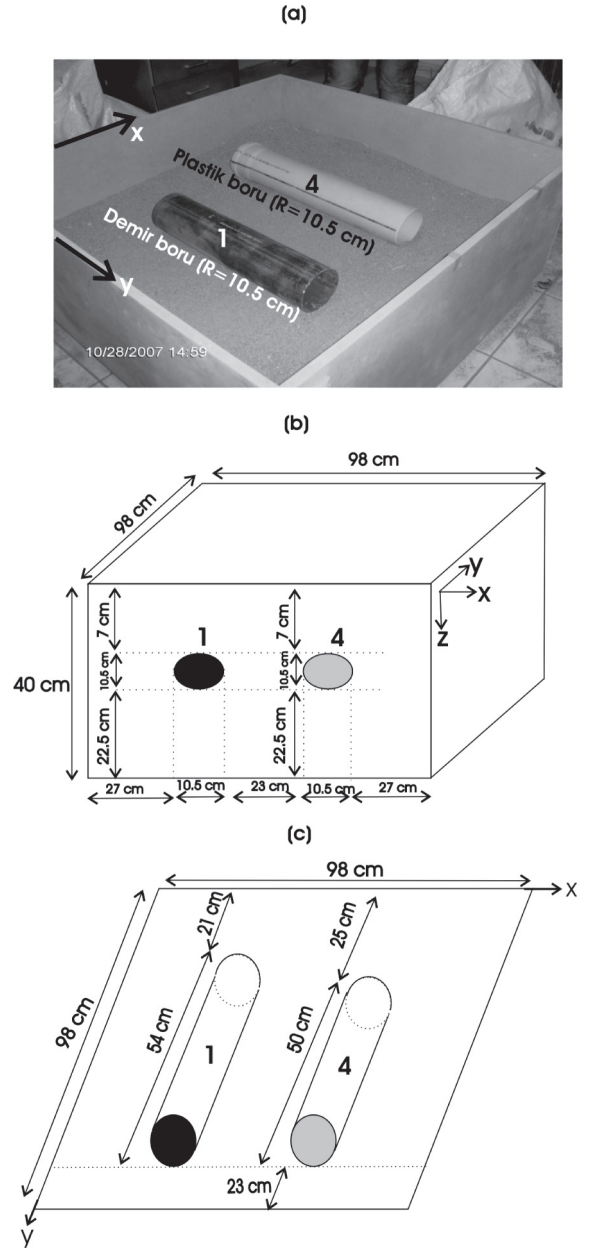 (a)
x
Plastik boru (R=10.5 cm)
4
1
Demir boru (R=10.5 cm)
y
10/28/2007 14:59
(b)
98 cm
98 cm
y
x
z
7 cm
7 cm
1
4
40 cm
10.5 cm
10.5 cm
22.5 cm
22.5 cm
27 cm
10.5 cm
23 cm
10.5 cm
27 cm
(c)
98 cm
x
21 cm
25 cm
98 cm
54 cm
50 cm
1
4
23 cm
y